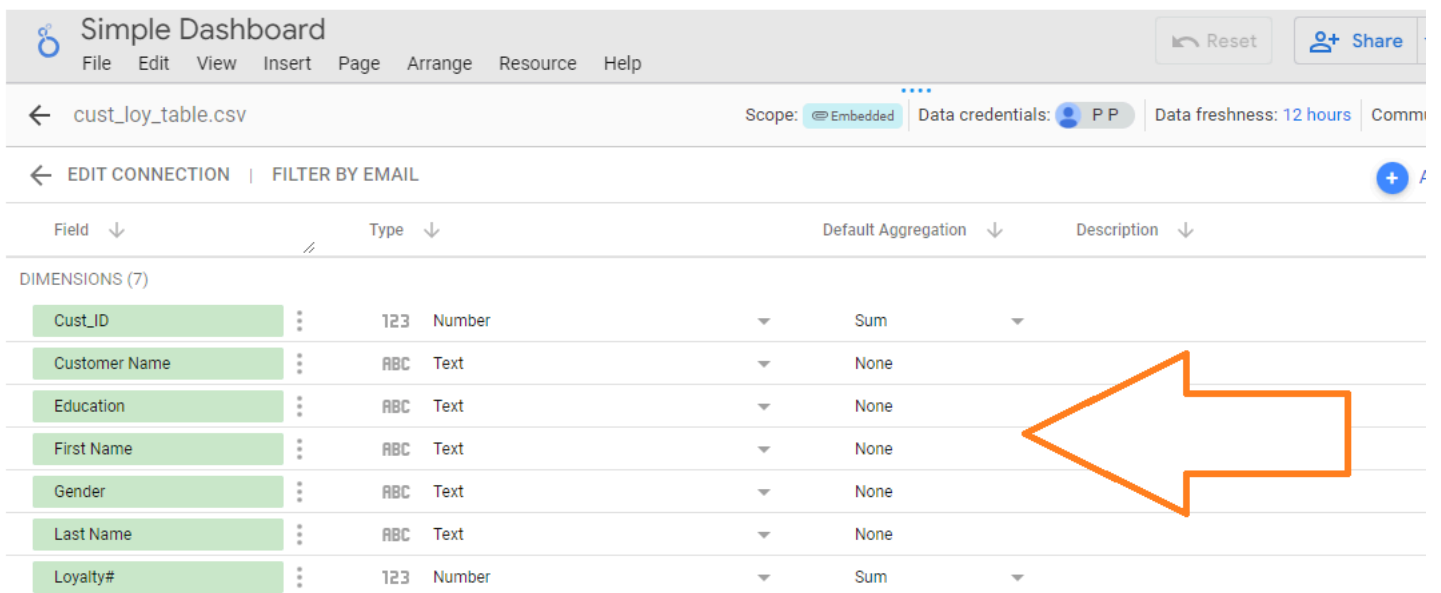 Simple Dashboard
Reset
Share
File Edit View Insert Page Arrange Resource Help
cust_loy_table.csv
Scope: Embedded Data credentials: P P Data freshness: 12 hours Commu
EDIT CONNECTION | FILTER BY EMAIL
Field Type Default Aggregation Description
DIMENSIONS (7)
Cust_ID 123 Number Sum
Customer Name ABC Text None
Education ABC Text None
First Name ABC Text None
Gender ABC Text None
Last Name ABC Text None
Loyalty# 123 Number Sum